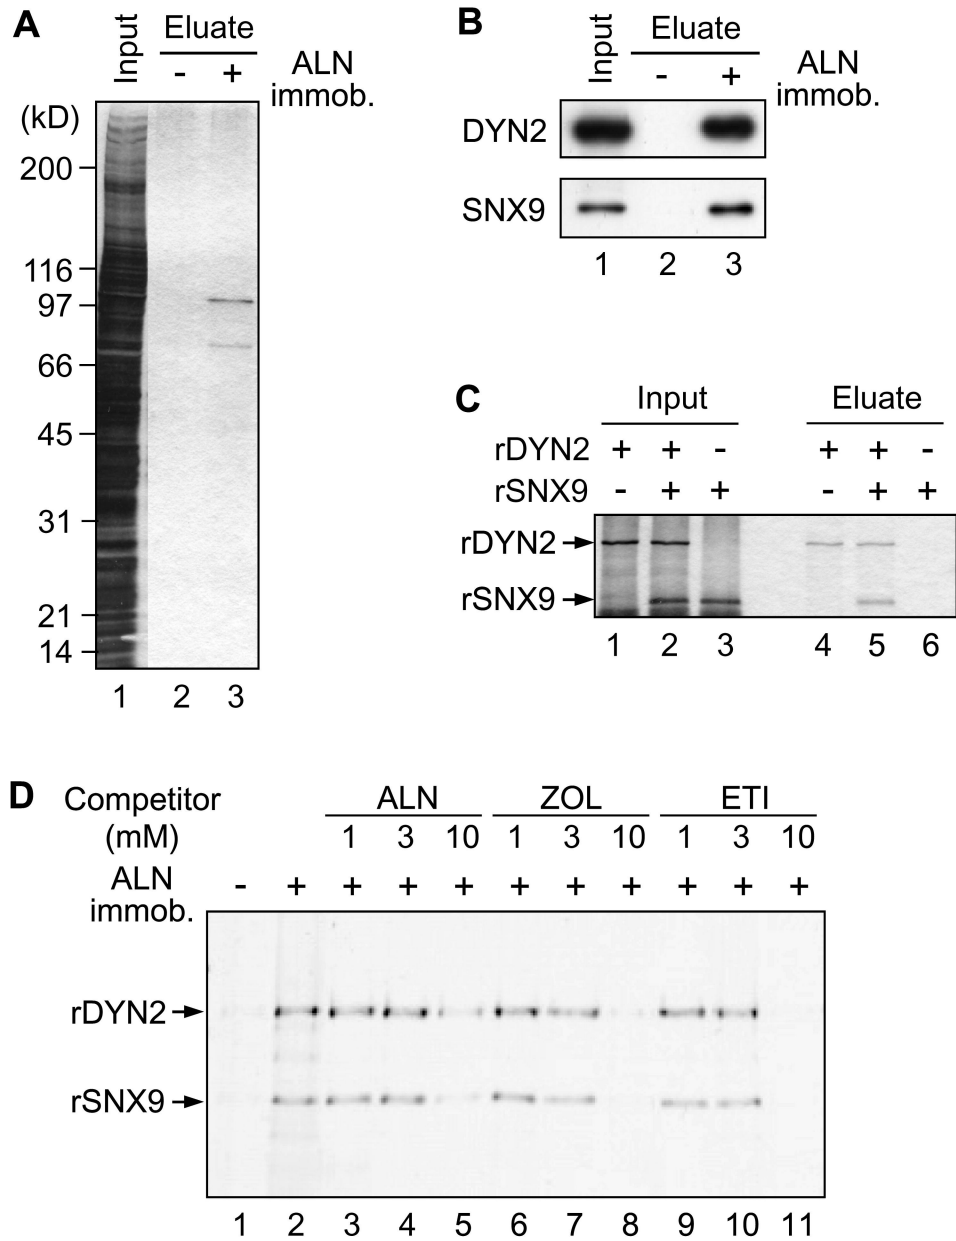 A
Input
Eluate
- +
ALN
immob.
(kD)
200
116
97
66
45
31
21
14
1 2 3
B
Input
Eluate
- +
ALN
immob.
DYN2
SNX9
1 2 3
C
Input Eluate
rDYN2 + + - + + -
rSNX9 - + + - + +
rDYN2
rSNX9
1 2 3 4 5 6
D
Competitor ALN ZOL ETI
(mM) 1 3 10 1 3 10 1 3 10
ALN
immob. - + + + + + + + + + +
rDYN2
rSNX9
1 2 3 4 5 6 7 8 9 10 11